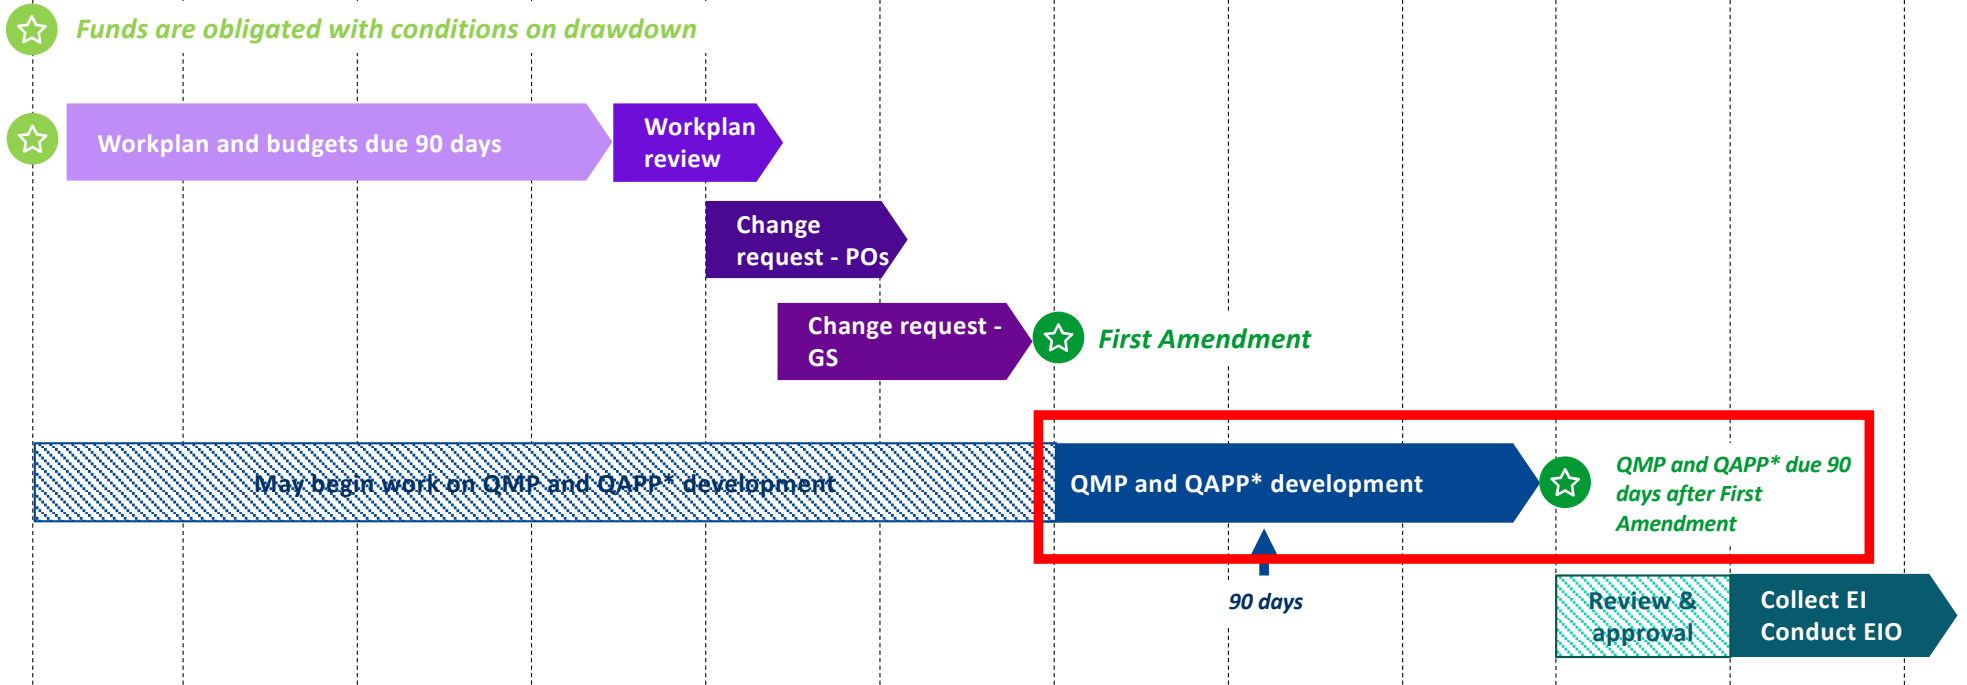 Funds are obligated with conditions on drawdown
Workplan and budgets due 90 days
Workplan
review
Change
request - POs
Change request -
GS
First Amendment
May begin work on QMP and QAPP* development
QMP and QAPP* development
QMP and QAPP* due 90
days after First
Amendment
90 days
Review &
approval
Collect EI
Conduct EIO